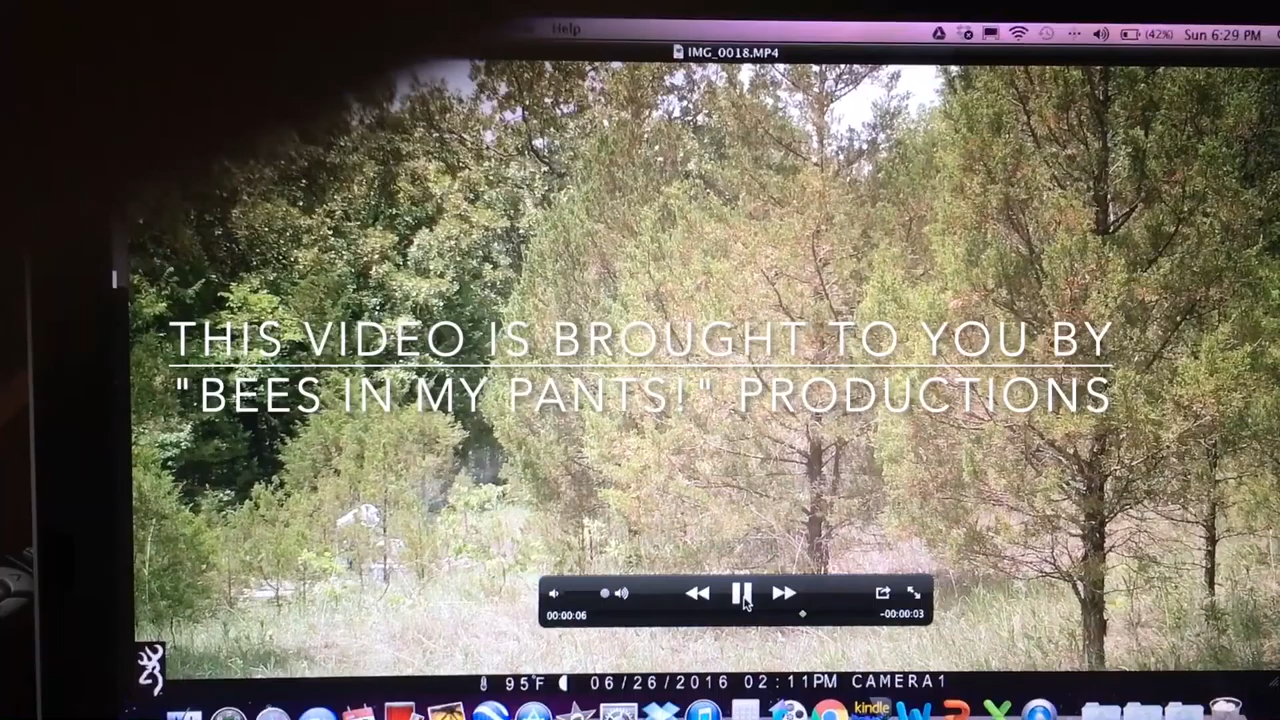 Help
(42%) Sun 6:29 PM
IMG_0018.MP4
THIS VIDEO IS BROUGHT TO YOU BY
"BEES IN MY PANTS!" PRODUCTIONS
00:00:06
-00:00:03
95°F 06/26/2016 02:11PM CAMERA1
kindle